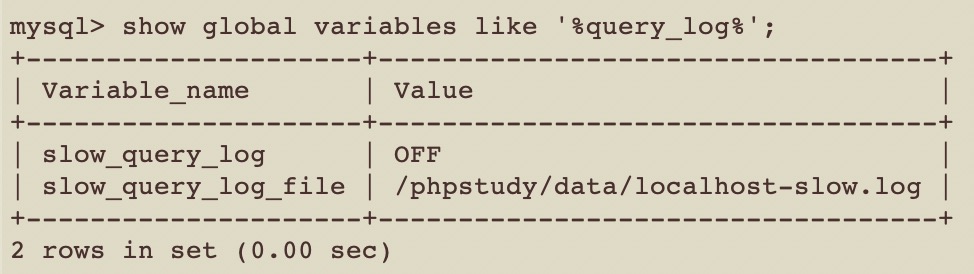 mysql> show global variables like '%query_log%';
+---------------------+-----------------------------------+
| Variable_name       | Value                             |
+---------------------+-----------------------------------+
| slow_query_log      | OFF                               |
| slow_query_log_file | /phpstudy/data/localhost-slow.log |
+---------------------+-----------------------------------+
2 rows in set (0.00 sec)